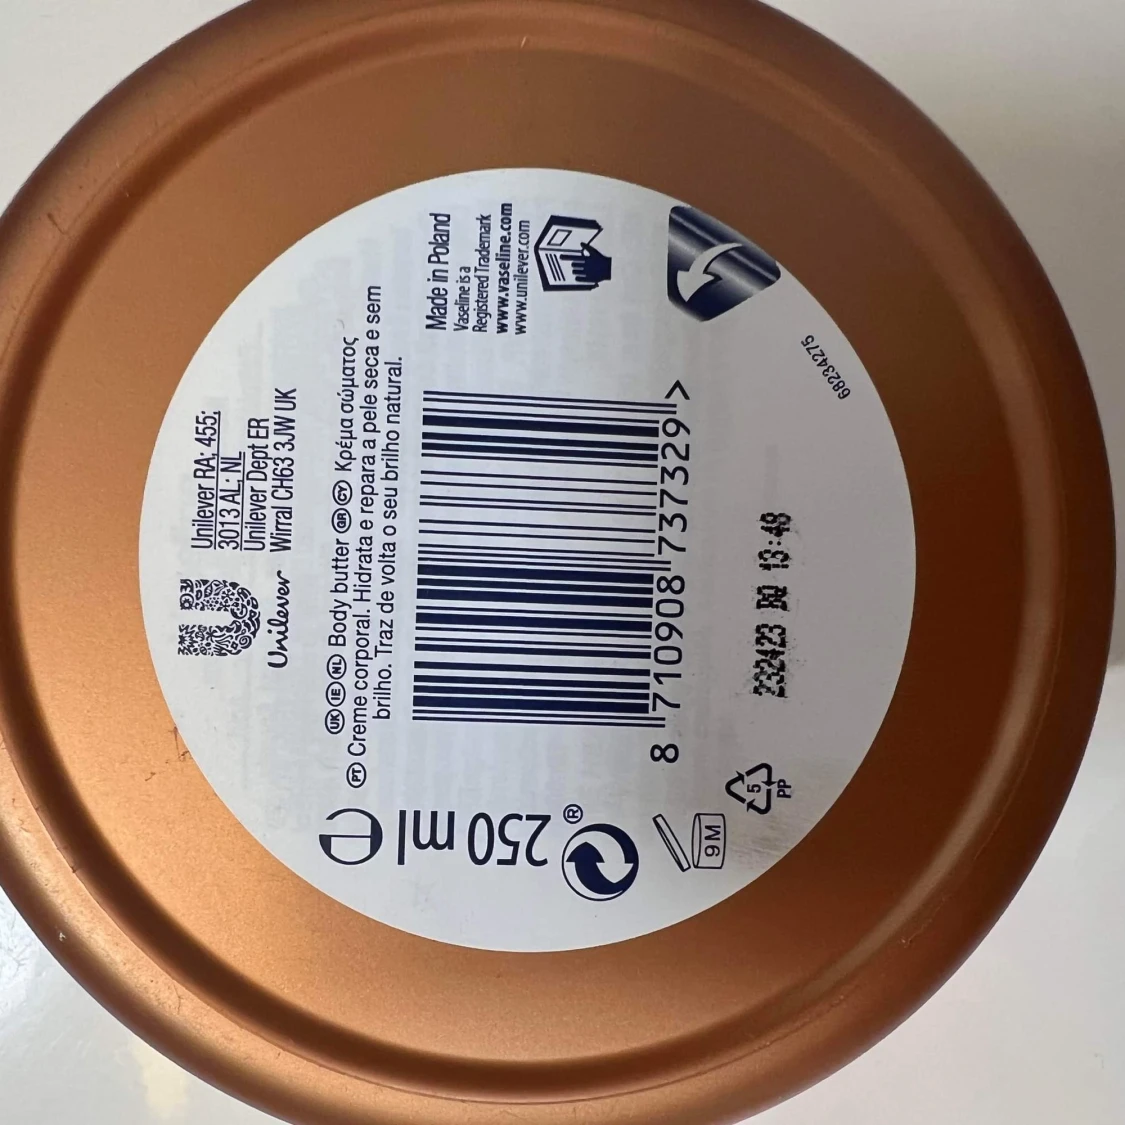 Unilever
Unilever RA; 455;
3013 AL; NL
Unilever Dept ER
Wirral CH63 3JW UK
UK IE NL Body butter GR CY Κρέμα σώματος
PT Creme corporal. Hidrata e repara a pele seca e sem
brilho. Traz de volta o seu brilho natural.
Made in Poland
Vaseline is a
Registered Trademark
www.vaseline.com
www.unilever.com
250 ml
®
8 710908 737329 >
9M
5
PP
13:48
68234275